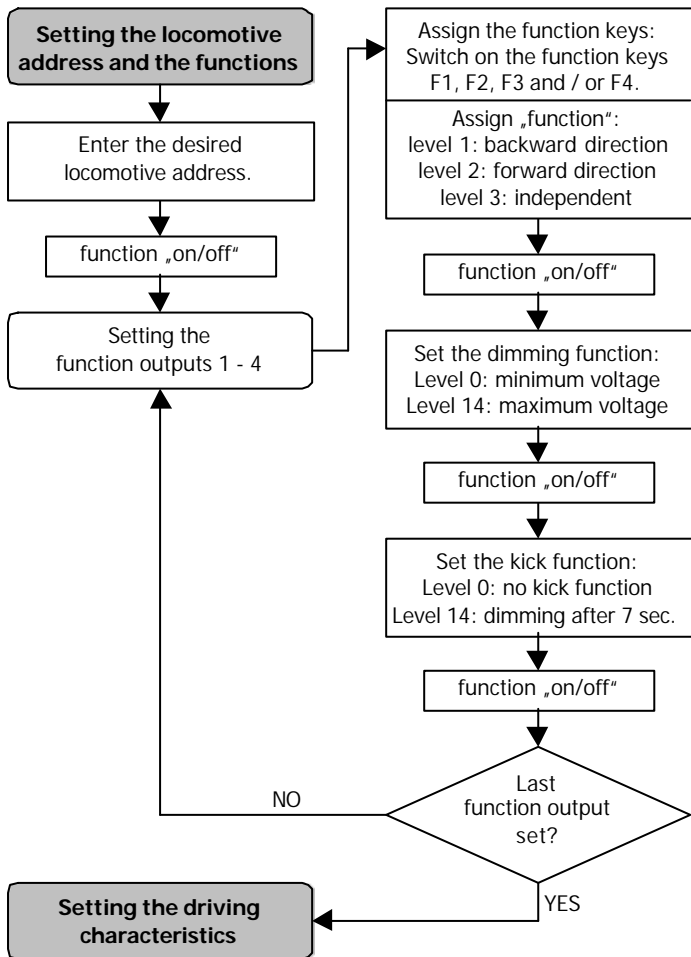 Setting the locomotive
address and the functions
Enter the desired
locomotive address.
function „on/off“
Setting the
function outputs 1 - 4
Assign the function keys:
Switch on the function keys
F1, F2, F3 and / or F4.
Assign „function“:
level 1: backward direction
level 2: forward direction
level 3: independent
function „on/off“
Set the dimming function:
Level 0: minimum voltage
Level 14: maximum voltage
function „on/off“
Set the kick function:
Level 0: no kick function
Level 14: dimming after 7 sec.
function „on/off“
Last
function output
set?
NO
YES
Setting the driving
characteristics